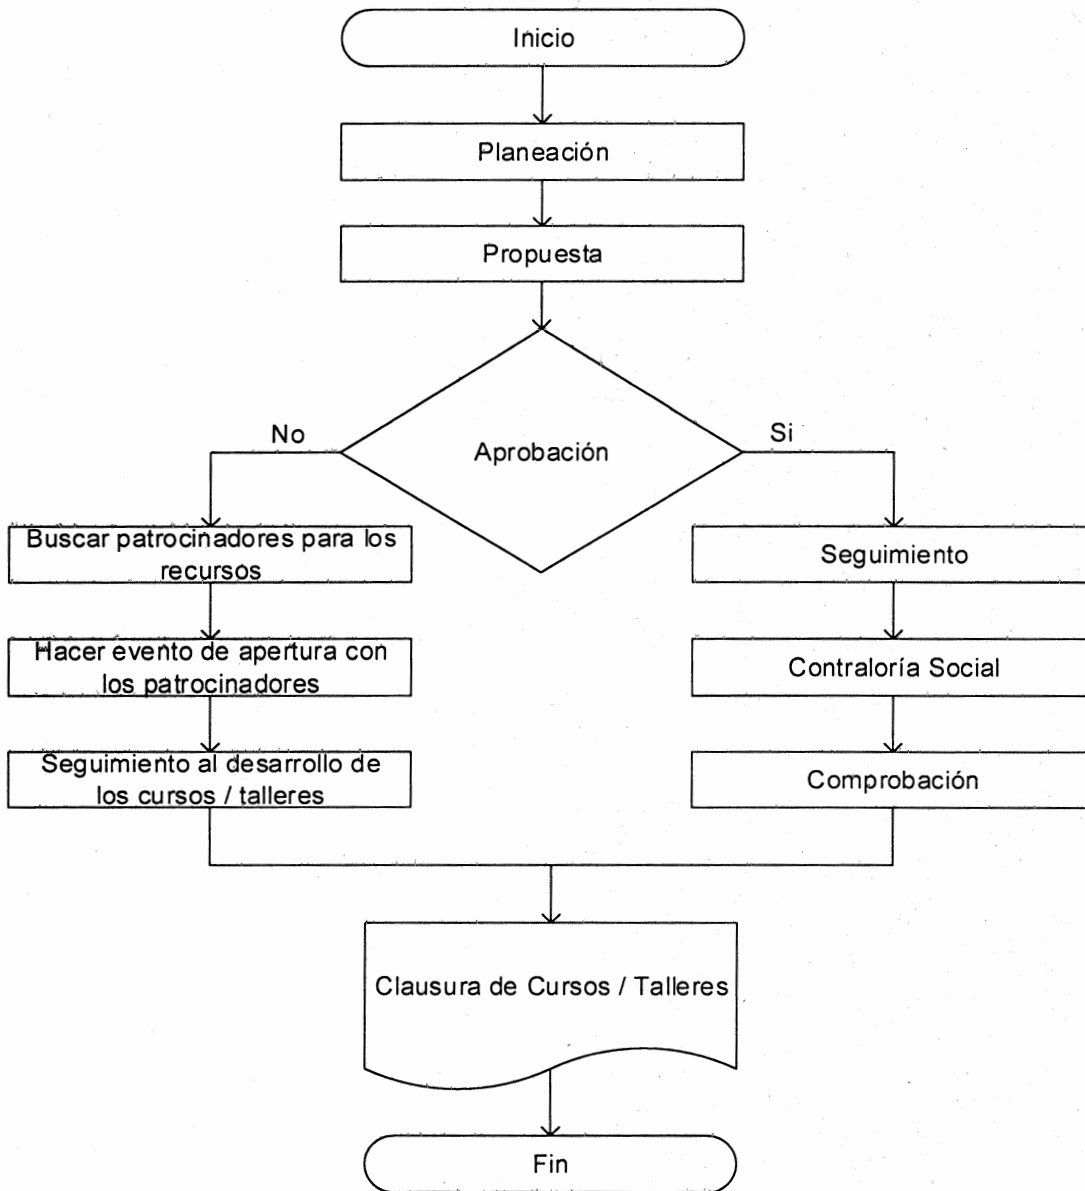 Inicio
Planeación
Propuesta
Aprobación
No
Si
Buscar patrocinadores para los
recursos
Hacer evento de apertura con
los patrocinadores
Seguimiento al desarrollo de
los cursos / talleres
Seguimiento
Contraloría Social
Comprobación
Clausura de Cursos / Talleres
Fin